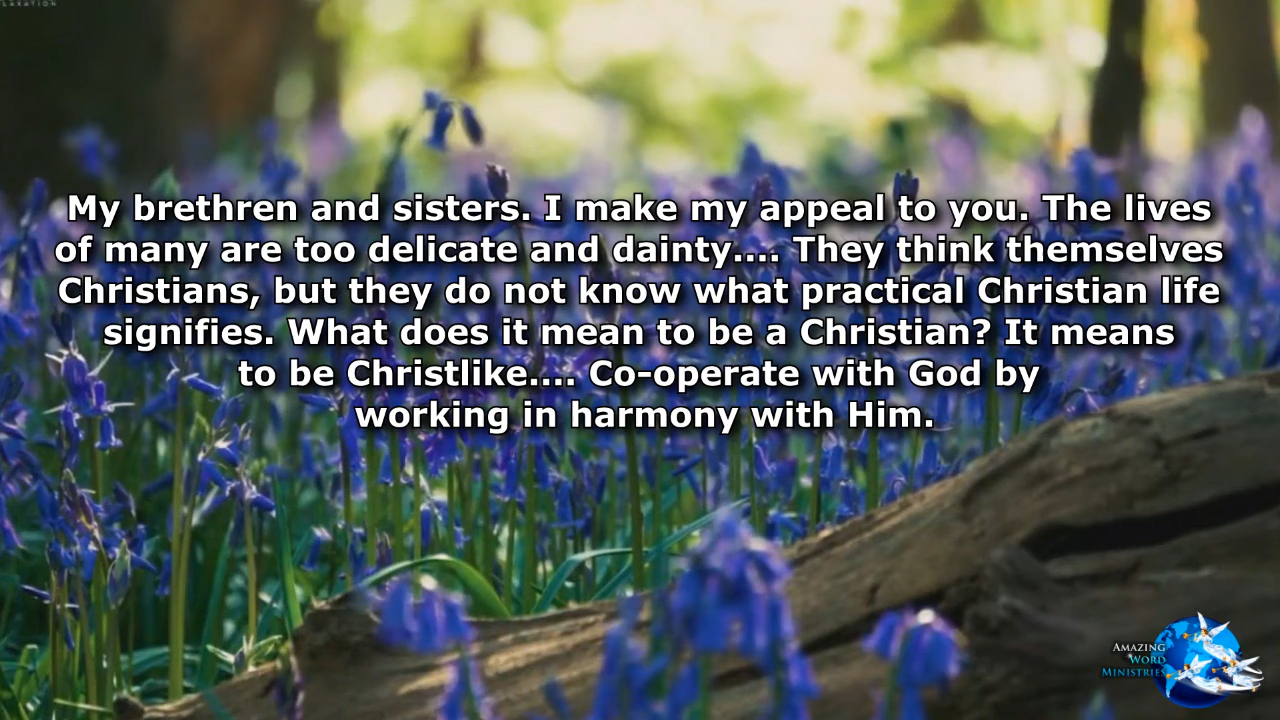 My brethren and sisters. I make my appeal to you. The lives
of many are too delicate and dainty.... They think themselves
Christians, but they do not know what practical Christian life
signifies. What does it mean to be a Christian? It means
to be Christlike.... Co-operate with God by
working in harmony with Him.
Amazing
Word
Ministries